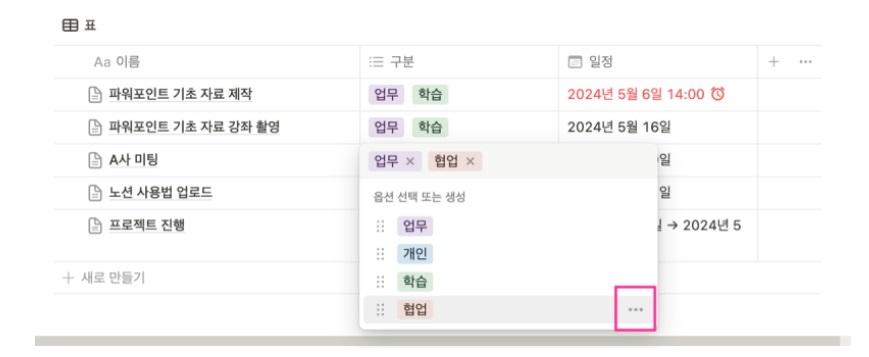 표
Aa 이름 구분 일정 + ...
파워포인트 기초 자료 제작 업무 학습 2024년 5월 6일 14:00
파워포인트 기초 자료 강좌 촬영 업무 학습 2024년 5월 16일
A사 미팅 업무 × 협업 × 일
노션 사용법 업로드 옵션 선택 또는 생성 일
프로젝트 진행 업무 → 2024년 5
개인
+ 새로 만들기 학습
협업 ...